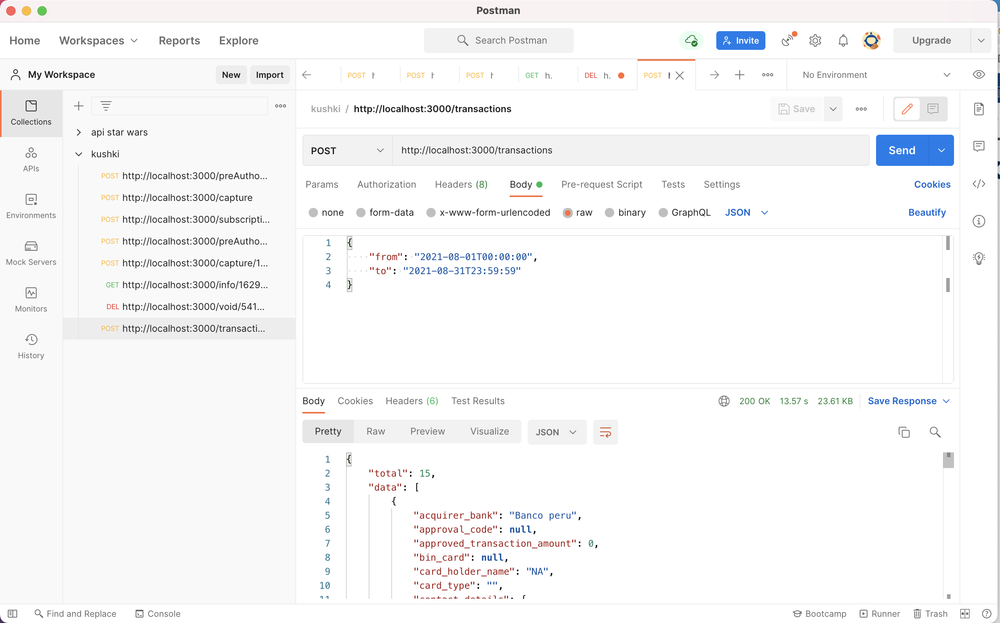 Postman
Home Workspaces Reports Explore Search Postman Invite Upgrade
My Workspace New Import POST POST POST GET h. DEL h.. POST No Environment
Collections
kushki / http://localhost:3000/transactions Save
api star wars
kushki
POST http://localhost:3000/transactions Send
APIs
POST http://localhost:3000/preAutho...
Params Authorization Headers (8) Body Pre-request Script Tests Settings Cookies
POST http://localhost:3000/capture
Environments
none form-data x-www-form-urlencoded raw binary GraphQL JSON Beautify
POST http://localhost:3000/subscripti...
POST http://localhost:3000/preAutho...
Mock Servers
POST http://localhost:3000/capture/1...
GET http://localhost:3000/info/1629...
Monitors
DEL http://localhost:3000/void/541...
POST http://localhost:3000/transacti...
History
1 {
2 "from": "2021-08-01T00:00:00",
3 "to": "2021-08-31T23:59:59"
4 }
Body Cookies Headers (6) Test Results 200 OK 13.57 s 23.61 KB Save Response
Pretty Raw Preview Visualize JSON
1 {
2 "total": 15,
3 "data": [
4 {
5 "acquirer_bank": "Banco peru",
6 "approval_code": null,
7 "approved_transaction_amount": 0,
8 "bin_card": null,
9 "card_holder_name": "NA",
10 "card_type": "",
11 "contact_details": {
Find and Replace Console Bootcamp Runner Trash